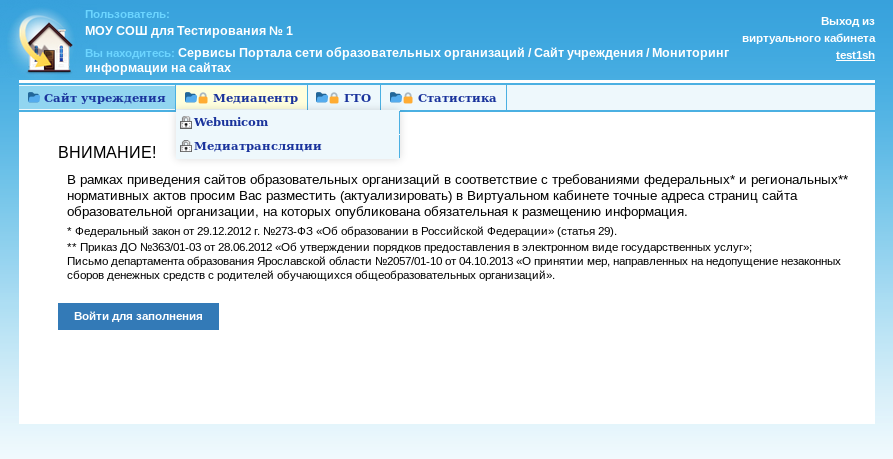 Пользователь:
МОУ СОШ для Тестирования № 1
Вы находитесь: Сервисы Портала сети образовательных организаций / Сайт учреждения / Мониторинг
информации на сайтах
Выход из
виртуального кабинета
test1sh
Сайт учреждения Медиацентр ГТО Статистика
Webunicom
Медиатрансляции
ВНИМАНИЕ!
В рамках приведения сайтов образовательных организаций в соответствие с требованиями федеральных* и региональных**
нормативных актов просим Вас разместить (актуализировать) в Виртуальном кабинете точные адреса страниц сайта
образовательной организации, на которых опубликована обязательная к размещению информация.
* Федеральный закон от 29.12.2012 г. №273-ФЗ «Об образовании в Российской Федерации» (статья 29).
** Приказ ДО №363/01-03 от 28.06.2012 «Об утверждении порядков предоставления в электронном виде государственных услуг»;
Письмо департамента образования Ярославской области №2057/01-10 от 04.10.2013 «О принятии мер, направленных на недопущение незаконных
сборов денежных средств с родителей обучающихся общеобразовательных организаций».
Войти для заполнения